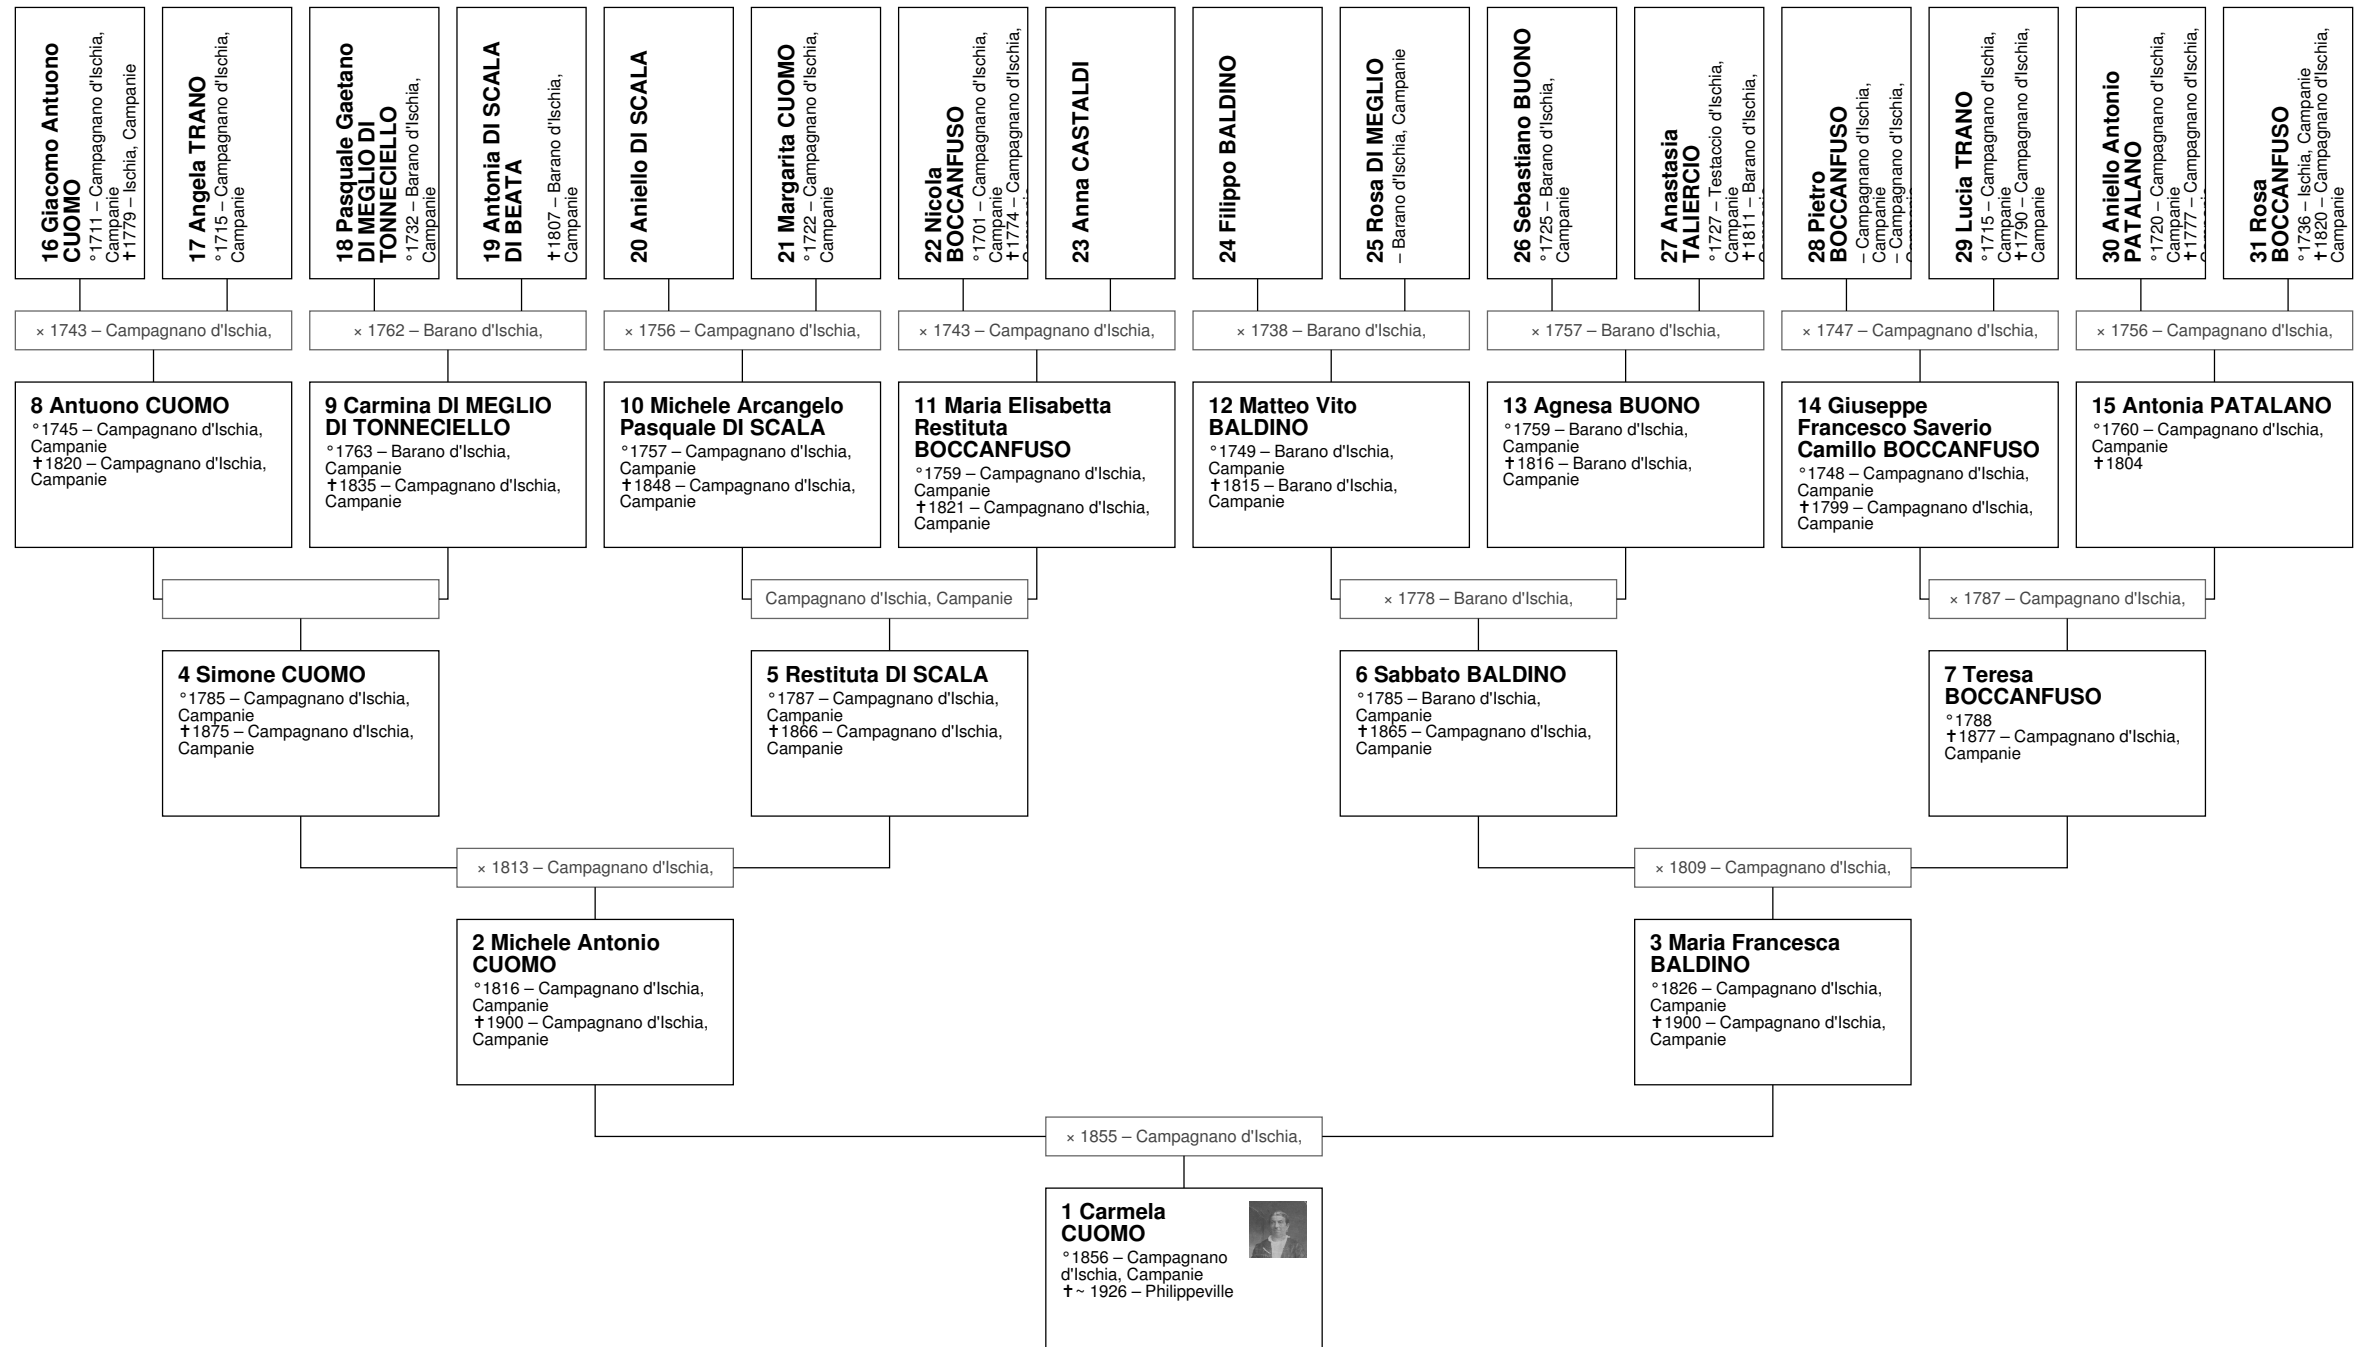 16 Giacomo Antuono
CUOMO
°1711 – Campagnano d'Ischia,
Campanie
✝1779 – Ischia, Campanie
17 Angela TRANO
°1715 – Campagnano d'Ischia,
Campanie
18 Pasquale Gaetano
DI MEGLIO DI
TONNECIELLO
°1732 – Barano d'Ischia,
Campanie
19 Antonia DI SCALA
DI BEATA
✝1807 – Barano d'Ischia,
Campanie
20 Aniello DI SCALA
21 Margarita CUOMO
°1722 – Campagnano d'Ischia,
Campanie
22 Nicola
BOCCANFUSO
°1701 – Campagnano d'Ischia,
Campanie
✝1774 – Campagnano d'Ischia,
23 Anna CASTALDI
24 Filippo BALDINO
25 Rosa DI MEGLIO
– Barano d'Ischia, Campanie
26 Sebastiano BUONO
°1725 – Barano d'Ischia,
Campanie
27 Anastasia
TALIERCIO
°1727 – Testaccio d'Ischia,
Campanie
✝1811 – Barano d'Ischia,
28 Pietro
BOCCANFUSO
– Campagnano d'Ischia,
Campanie
– Campagnano d'Ischia,
29 Lucia TRANO
°1715 – Campagnano d'Ischia,
Campanie
✝1790 – Campagnano d'Ischia,
Campanie
30 Aniello Antonio
PATALANO
°1720 – Campagnano d'Ischia,
Campanie
✝1777 – Campagnano d'Ischia,
31 Rosa
BOCCANFUSO
°1736 – Ischia, Campanie
✝1820 – Campagnano d'Ischia,
Campanie
× 1743 – Campagnano d'Ischia,
× 1762 – Barano d'Ischia,
× 1756 – Campagnano d'Ischia,
× 1743 – Campagnano d'Ischia,
× 1738 – Barano d'Ischia,
× 1757 – Barano d'Ischia,
× 1747 – Campagnano d'Ischia,
× 1756 – Campagnano d'Ischia,
8 Antuono CUOMO
°1745 – Campagnano d'Ischia,
Campanie
✝1820 – Campagnano d'Ischia,
Campanie
9 Carmina DI MEGLIO
DI TONNECIELLO
°1763 – Barano d'Ischia,
Campanie
✝1835 – Campagnano d'Ischia,
Campanie
10 Michele Arcangelo
Pasquale DI SCALA
°1757 – Campagnano d'Ischia,
Campanie
✝1848 – Campagnano d'Ischia,
Campanie
11 Maria Elisabetta
Restituta
BOCCANFUSO
°1759 – Campagnano d'Ischia,
Campanie
✝1821 – Campagnano d'Ischia,
Campanie
12 Matteo Vito
BALDINO
°1749 – Barano d'Ischia,
Campanie
✝1815 – Barano d'Ischia,
Campanie
13 Agnesa BUONO
°1759 – Barano d'Ischia,
Campanie
✝1816 – Barano d'Ischia,
Campanie
14 Giuseppe
Francesco Saverio
Camillo BOCCANFUSO
°1748 – Campagnano d'Ischia,
Campanie
✝1799 – Campagnano d'Ischia,
Campanie
15 Antonia PATALANO
°1760 – Campagnano d'Ischia,
Campanie
✝1804
Campagnano d'Ischia, Campanie
× 1778 – Barano d'Ischia,
× 1787 – Campagnano d'Ischia,
4 Simone CUOMO
°1785 – Campagnano d'Ischia,
Campanie
✝1875 – Campagnano d'Ischia,
Campanie
5 Restituta DI SCALA
°1787 – Campagnano d'Ischia,
Campanie
✝1866 – Campagnano d'Ischia,
Campanie
6 Sabbato BALDINO
°1785 – Barano d'Ischia,
Campanie
✝1865 – Campagnano d'Ischia,
Campanie
7 Teresa
BOCCANFUSO
°1788
✝1877 – Campagnano d'Ischia,
Campanie
× 1813 – Campagnano d'Ischia,
× 1809 – Campagnano d'Ischia,
2 Michele Antonio
CUOMO
°1816 – Campagnano d'Ischia,
Campanie
✝1900 – Campagnano d'Ischia,
Campanie
3 Maria Francesca
BALDINO
°1826 – Campagnano d'Ischia,
Campanie
✝1900 – Campagnano d'Ischia,
Campanie
× 1855 – Campagnano d'Ischia,
1 Carmela
CUOMO
°1856 – Campagnano
d'Ischia, Campanie
✝~ 1926 – Philippeville